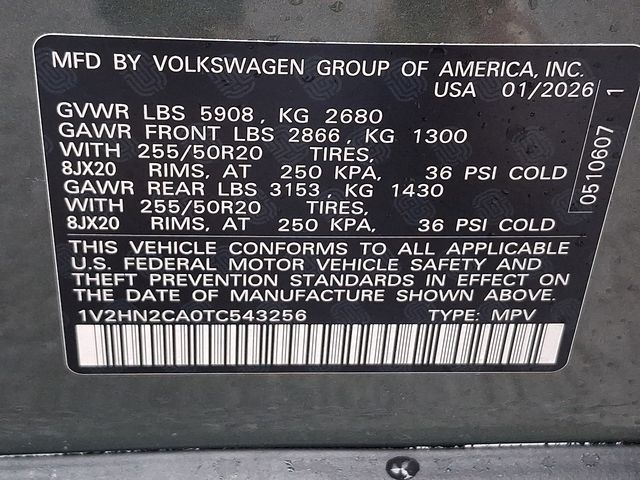 MFD BY VOLKSWAGEN GROUP OF AMERICA, INC.
USA 01/2026
GVWR LBS 5908, KG 2680
GAWR FRONT LBS 2866, KG 1300
WITH 255/50R20 TIRES,
8JX20 RIMS, AT 250 KPA, 36 PSI COLD
GAWR REAR LBS 3153, KG 1430
WITH 255/50R20 TIRES,
8JX20 RIMS, AT 250 KPA, 36 PSI COLD
THIS VEHICLE CONFORMS TO ALL APPLICABLE
U.S. FEDERAL MOTOR VEHICLE SAFETY AND
THEFT PREVENTION STANDARDS IN EFFECT ON
THE DATE OF MANUFACTURE SHOWN ABOVE.
1V2HN2CA0TC543256 TYPE: MPV
0510607 1